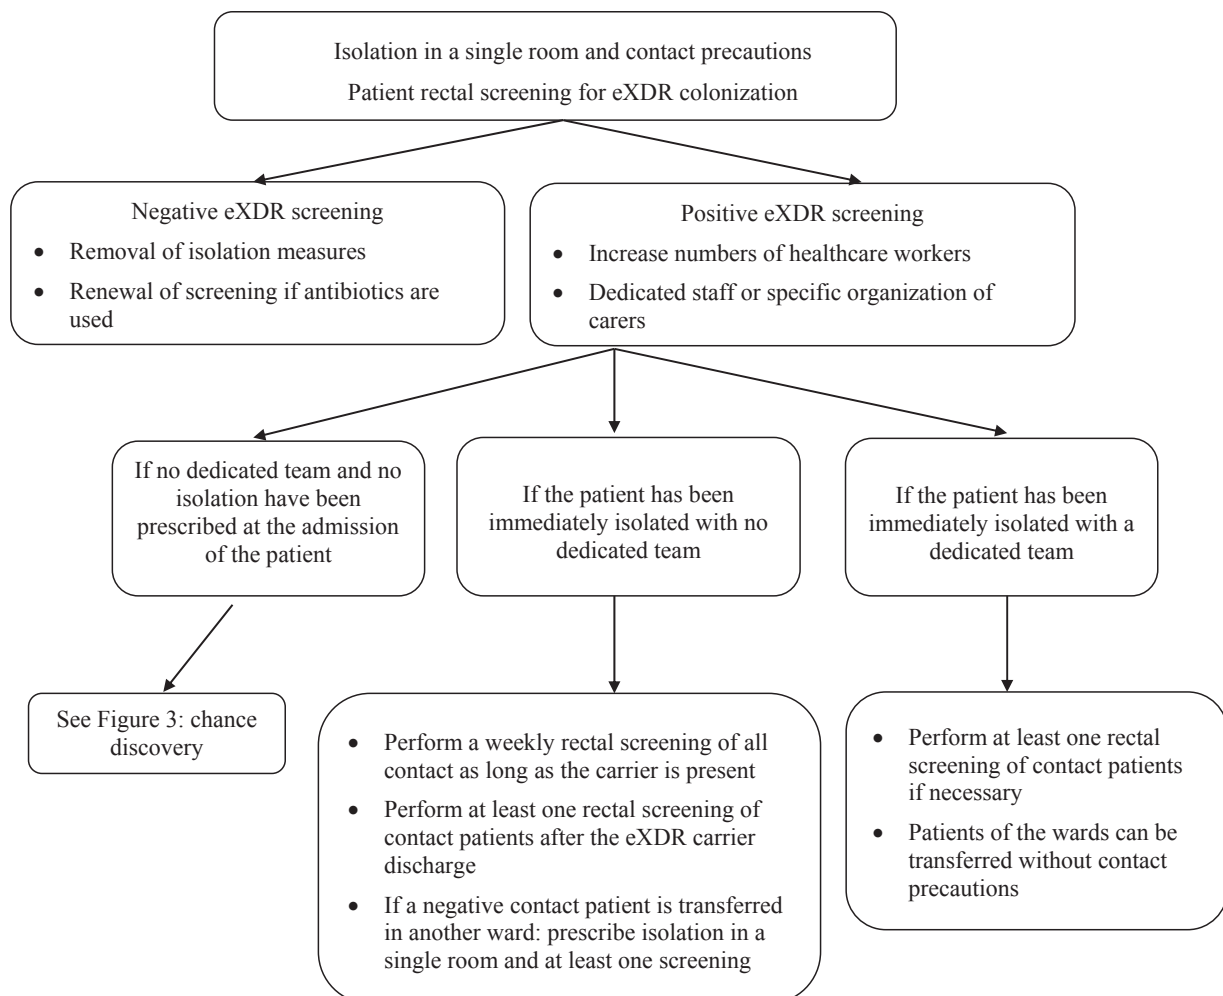 Isolation in a single room and contact precautions
Patient rectal screening for eXDR colonization
Negative eXDR screening
• Removal of isolation measures
• Renewal of screening if antibiotics are
used
Positive eXDR screening
• Increase numbers of healthcare workers
• Dedicated staff or specific organization of
carers
If no dedicated team and no
isolation have been
prescribed at the admission
of the patient
If the patient has been
immediately isolated with no
dedicated team
If the patient has been
immediately isolated with a
dedicated team
See Figure 3: chance
discovery
• Perform a weekly rectal screening of all
contact as long as the carrier is present
• Perform at least one rectal screening of
contact patients after the eXDR carrier
discharge
• If a negative contact patient is transferred
in another ward: prescribe isolation in a
single room and at least one screening
• Perform at least one rectal
screening of contact patients
if necessary
• Patients of the wards can be
transferred without contact
precautions